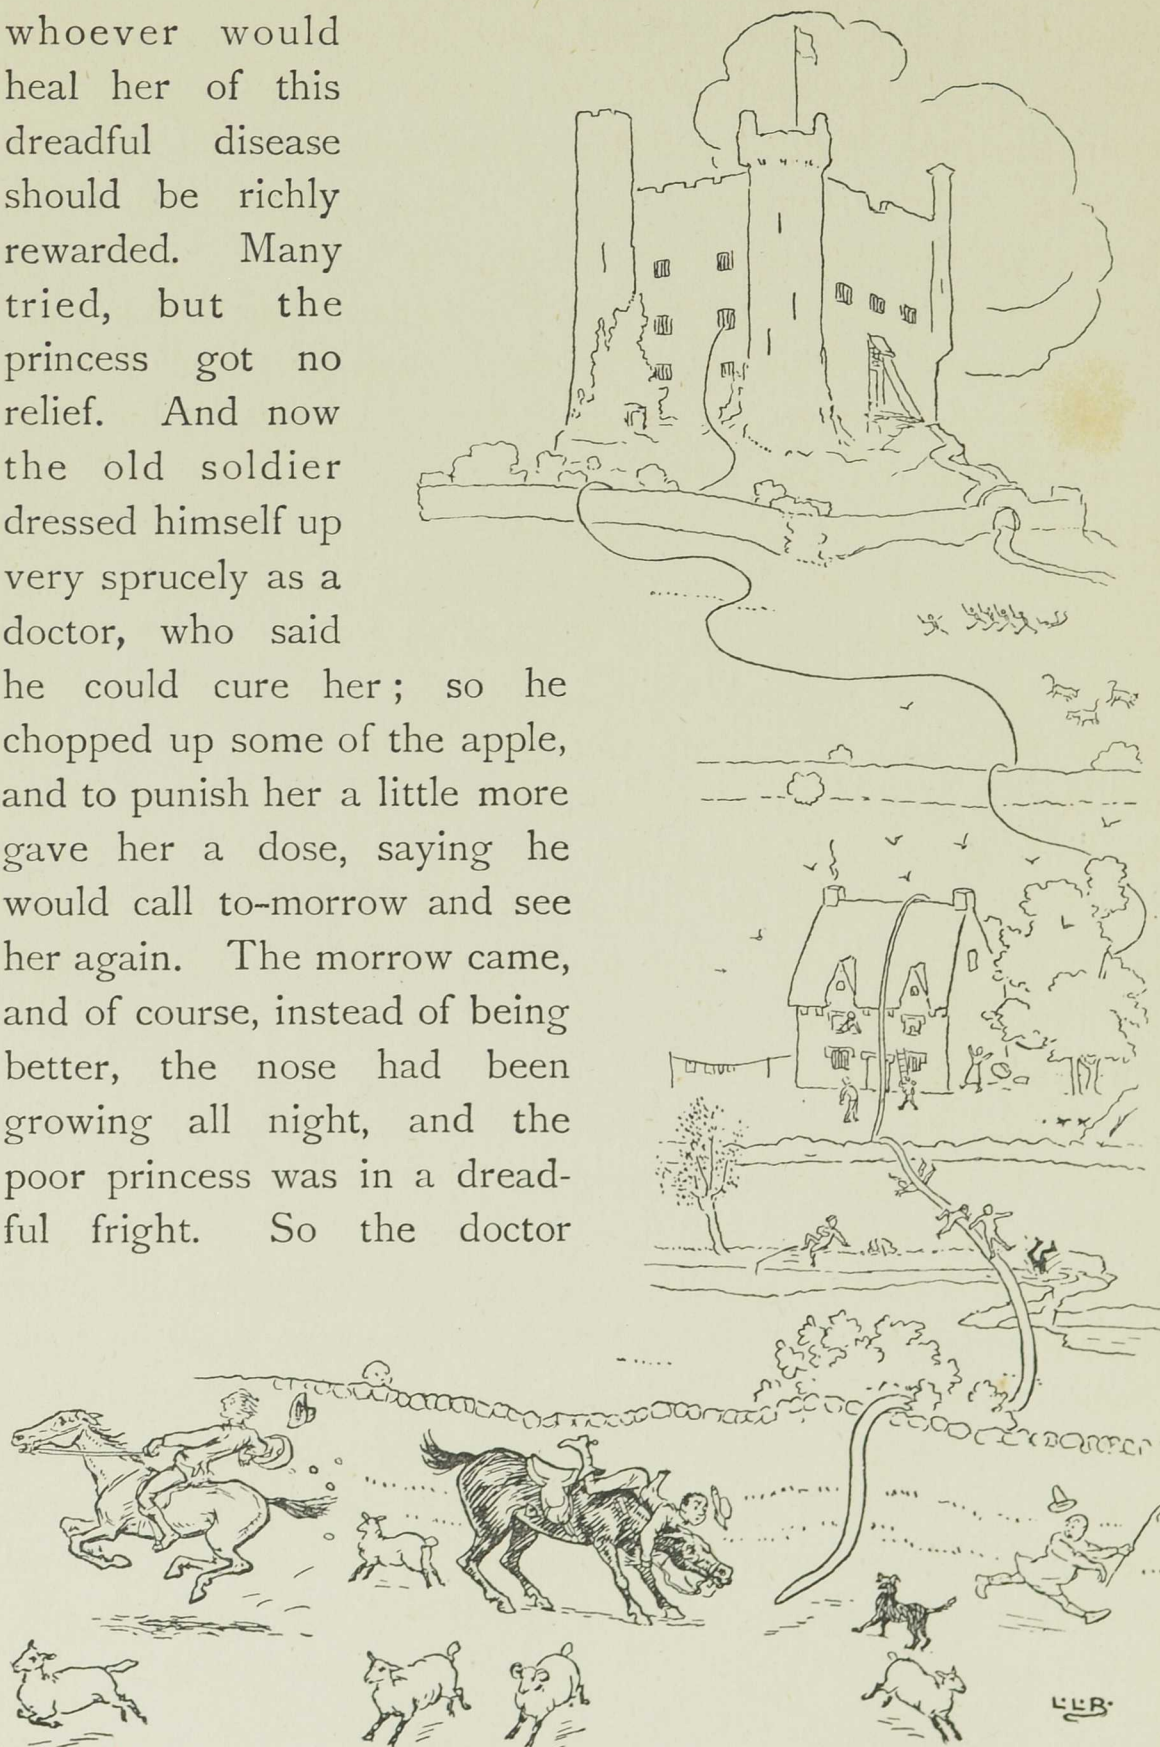 whoever would
heal her of this
dreadful disease
should be richly
rewarded. Many
tried, but the
princess got no
relief. And now
the old soldier
dressed himself up
very sprucely as a
doctor, who said
he could cure her; so he
chopped up some of the apple,
and to punish her a little more
gave her a dose, saying he
would call to-morrow and see
her again. The morrow came,
and of course, instead of being
better, the nose had been
growing all night, and the
poor princess was in a dread-
ful fright. So the doctor
L.L.B.